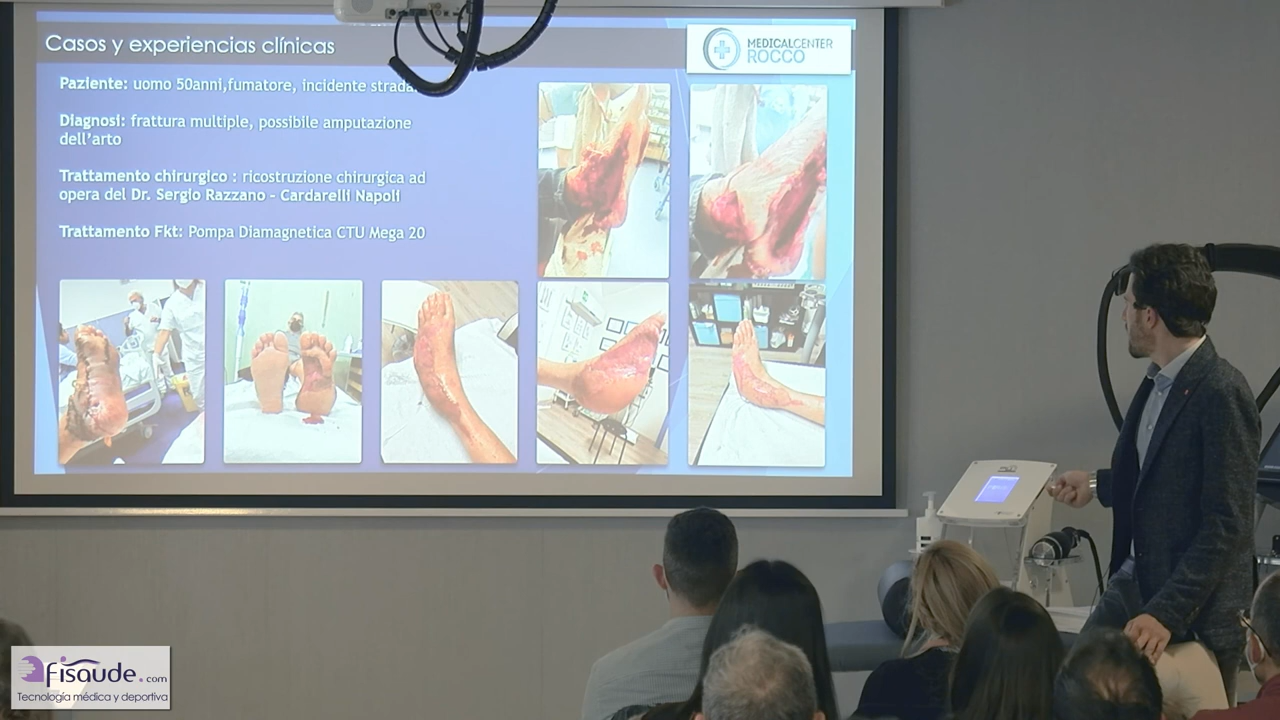 Casos y experiencias clínicas
MEDICALCENTER
ROCCO
Paziente: uomo 50anni,fumatore, incidente strada
Diagnosi: frattura multiple, possibile amputazione
dell'arto
Trattamento chirurgico : ricostruzione chirurgica ad
opera del Dr. Sergio Razzano - Cardarelli Napoli
Trattamento Fkt: Pompa Diamagnetica CTU Mega 20
fisaude.com
Tecnología médica y deportiva